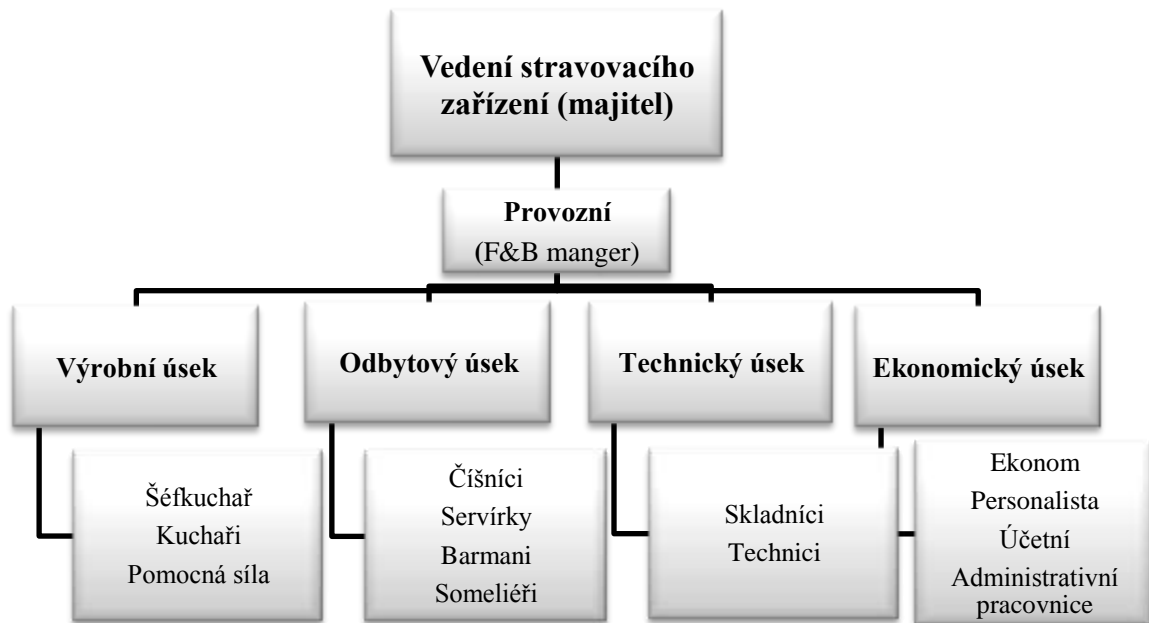 Vedení stravovacího
zařízení (majitel)
Provozní
(F&B manger)
Výrobní úsek
Odbytový úsek
Technický úsek
Ekonomický úsek
Šéfkuchař
Kuchaři
Pomocná síla
Číšníci
Servírky
Barmani
Someliéři
Skladníci
Technici
Ekonom
Personalista
Účetní
Administrativní
pracovnice